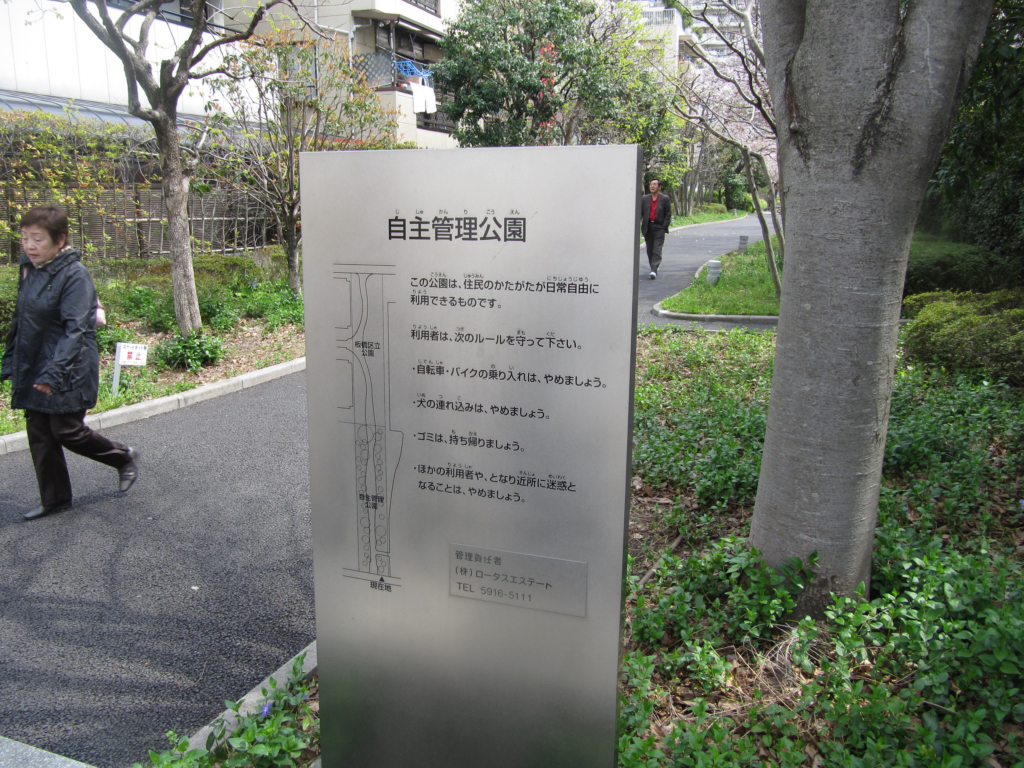 自主管理公園
この公園は、住民のかたがたが日常自由に
利用できるものです。
利用者は、次のルールを守って下さい。
・自転車・バイクの乗り入れは、やめましょう。
・犬の連れ込みは、やめましょう。
・ゴミは、持ち帰りましょう。
・ほかの利用者や、となり近所に迷惑と
なることは、やめましょう。
板橋区立
公園
自主管理
公園
現在地
管理責任者
(株)ロータスエステート
TEL 5916-5111
禁止